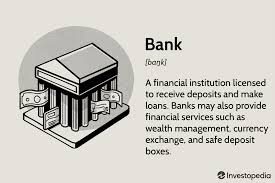 Bank
[baŋk]
A financial institution licensed
to receive deposits and make
loans. Banks may also provide
financial services such as
wealth management, currency
exchange, and safe deposit
boxes.
Investopedia